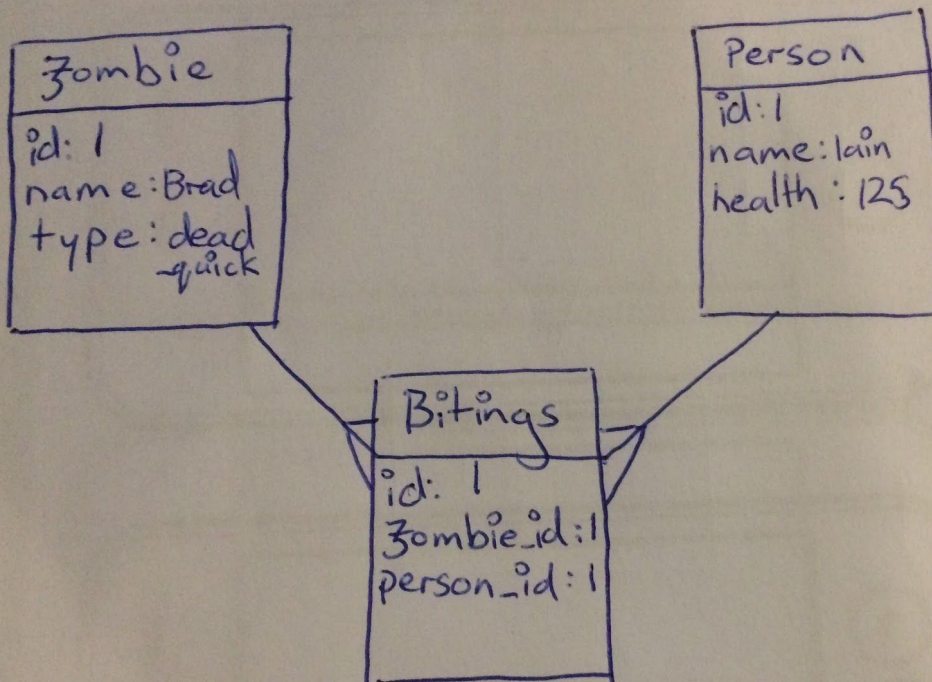 Zombie
id: 1
name: Brad
type: dead
_quick
Person
id: 1
name: Iain
health: 125
Bitings
id: 1
Zombie_id: 1
person_id: 1